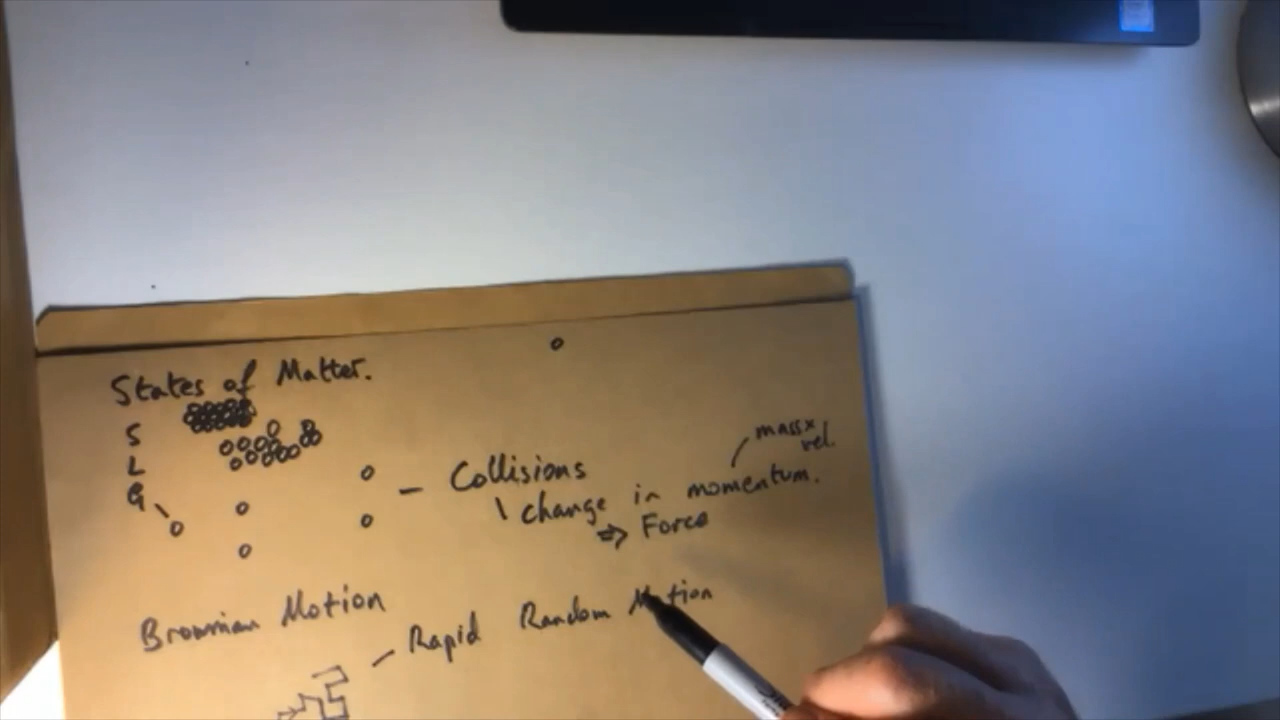 States of Matter.
S
L
G
mass x
vel.
- Collisions
change in momentum.
⇒ Force
Brownian Motion
Rapid Random Motion